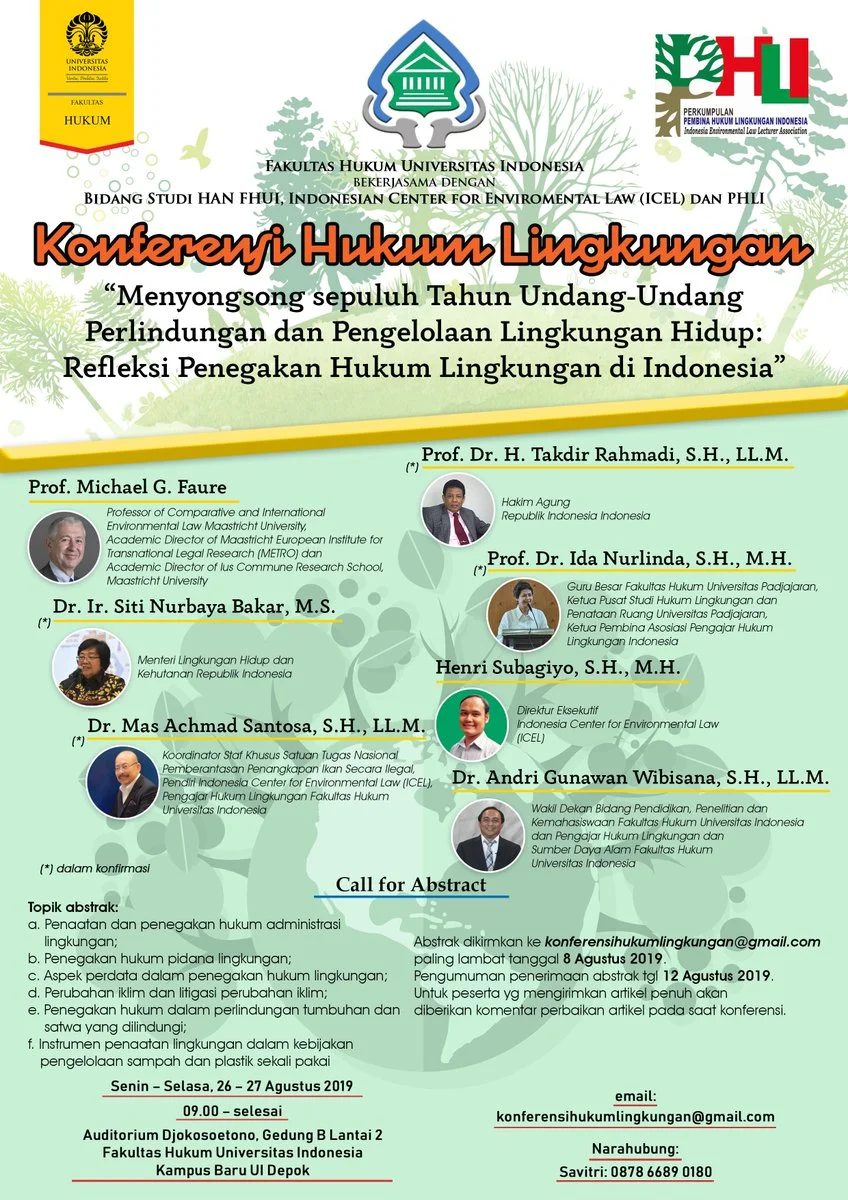 UNIVERSITAS
INDONESIA
Veritas, Probitas, Iustitia
FAKULTAS
HUKUM
DHLI
PERKUMPULAN
PEMBINA HUKUM LINGKUNGAN INDONESIA
Indonesia Environmental Law Lecturer Association
FAKULTAS HUKUM UNIVERSITAS INDONESIA
BEKERJASAMA DENGAN
BIDANG STUDI HAN FHUI, INDONESIAN CENTER FOR ENVIROMENTAL LAW (ICEL) DAN PHLI
Konferensi Hukum Lingkungan
“Menyongsong sepuluh Tahun Undang-Undang
Perlindungan dan Pengelolaan Lingkungan Hidup:
Refleksi Penegakan Hukum Lingkungan di Indonesia”
Prof. Michael G. Faure
Professor of Comparative and International
Environmental Law Maastricht University,
Academic Director of Maastricht European Institute for
Transnational Legal Research (METRO) dan
Academic Director of Ius Commune Research School,
Maastricht University
Dr. Ir. Siti Nurbaya Bakar, M.S.
(*)
Menteri Lingkungan Hidup dan
Kehutanan Republik Indonesia
Dr. Mas Achmad Santosa, S.H., LL.M.
(*)
Koordinator Staf Khusus Satuan Tugas Nasional
Pemberantasan Penangkapan Ikan Secara Ilegal,
Pendiri Indonesia Center for Environmental Law (ICEL),
Pengajar Hukum Lingkungan Fakultas Hukum
Universitas Indonesia
(*) dalam konfirmasi
Prof. Dr. H. Takdir Rahmadi, S.H., LL.M.
(*)
Hakim Agung
Republik Indonesia Indonesia
Prof. Dr. Ida Nurlinda, S.H., M.H.
(*)
Guru Besar Fakultas Hukum Universitas Padjajaran,
Ketua Pusat Studi Hukum Lingkungan dan
Penataan Ruang Universitas Padjajaran,
Ketua Pembina Asosiasi Pengajar Hukum
Lingkungan Indonesia
Henri Subagiyo, S.H., M.H.
Direktur Eksekutif
Indonesia Center for Environmental Law
(ICEL)
Dr. Andri Gunawan Wibisana, S.H., LL.M.
Wakil Dekan Bidang Pendidikan, Penelitian dan
Kemahasiswaan Fakultas Hukum Universitas Indonesia
dan Pengajar Hukum Lingkungan dan
Sumber Daya Alam Fakultas Hukum
Universitas Indonesia
Call for Abstract
Topik abstrak:
a. Penaatan dan penegakan hukum administrasi
lingkungan;
b. Penegakan hukum pidana lingkungan;
c. Aspek perdata dalam penegakan hukum lingkungan;
d. Perubahan iklim dan litigasi perubahan iklim;
e. Penegakan hukum dalam perlindungan tumbuhan dan
satwa yang dilindungi;
f. Instrumen penaatan lingkungan dalam kebijakan
pengelolaan sampah dan plastik sekali pakai
Abstrak dikirmkan ke konferensihukumlingkungan@gmail.com
paling lambat tanggal 8 Agustus 2019.
Pengumuman penerimaan abstrak tgl 12 Agustus 2019.
Untuk peserta yg mengirimkan artikel penuh akan
diberikan komentar perbaikan artikel pada saat konferensi.
Senin – Selasa, 26 – 27 Agustus 2019
09.00 – selesai
Auditorium Djokosoetono, Gedung B Lantai 2
Fakultas Hukum Universitas Indonesia
Kampus Baru UI Depok
email:
konferensihukumlingkungan@gmail.com
Narahubung:
Savitri: 0878 6689 0180